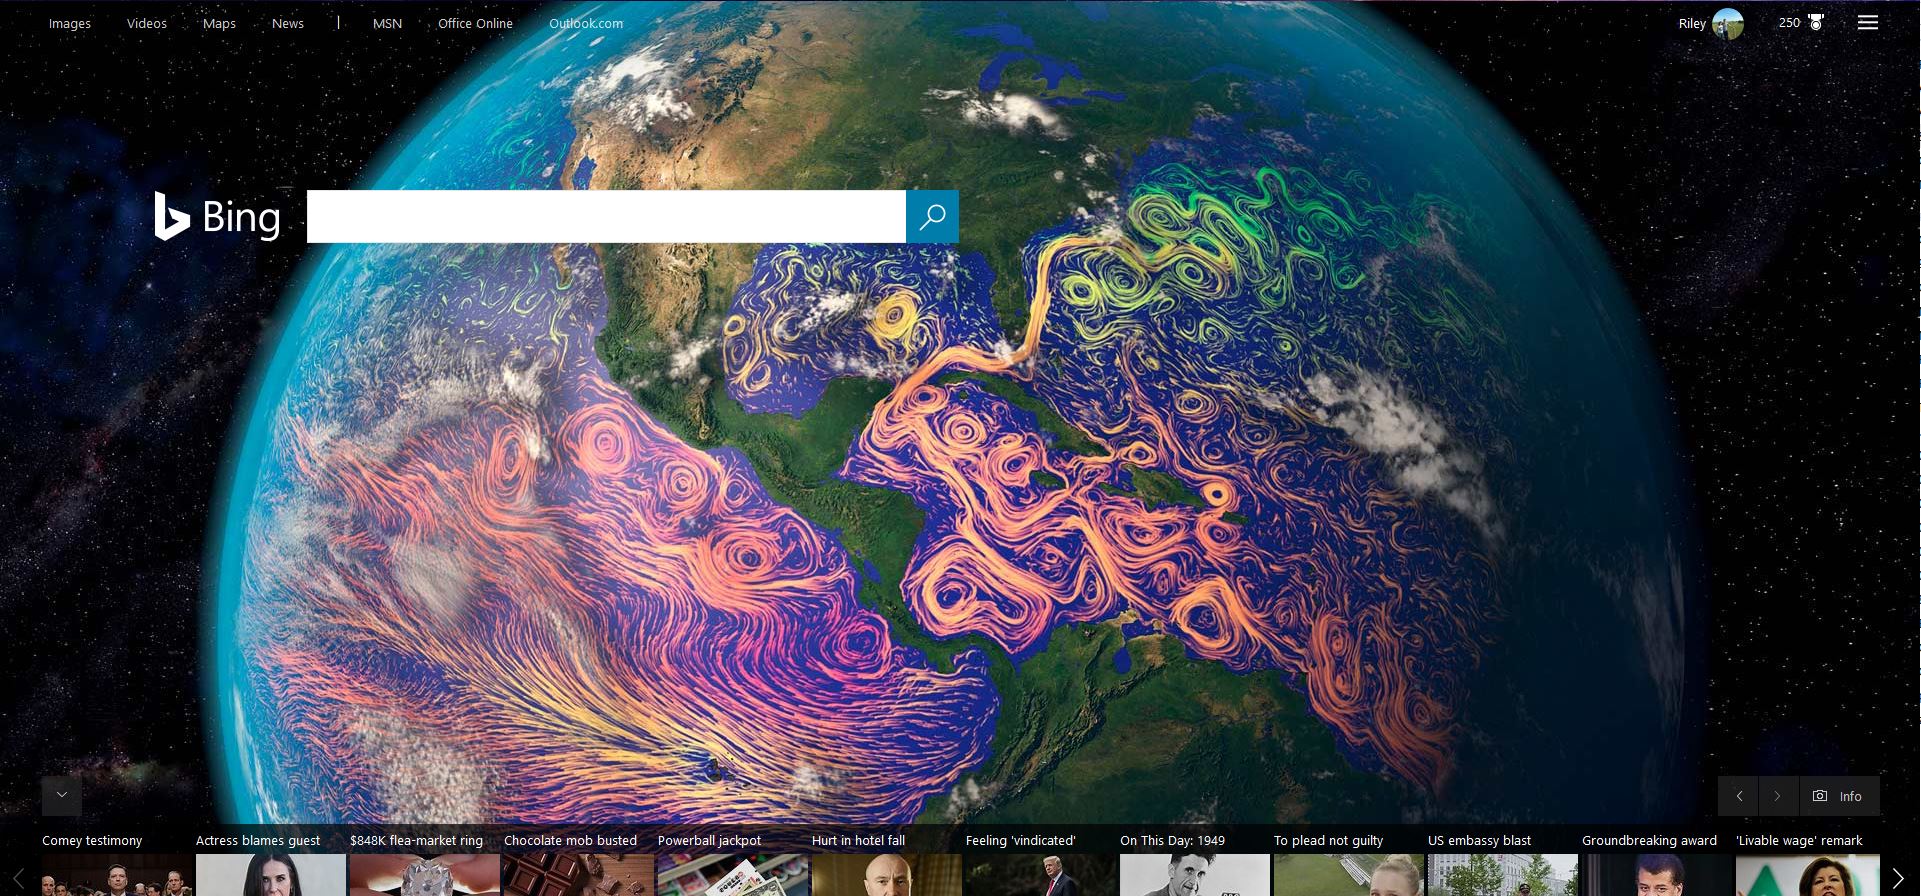 Images Videos Maps News | MSN Office Online Outlook.com Riley 250
Bing
Info
Comey testimony Actress blames guest $848K flea-market ring Chocolate mob busted Powerball jackpot Hurt in hotel fall Feeling 'vindicated' On This Day: 1949 To plead not guilty US embassy blast Groundbreaking award 'Livable wage' remark